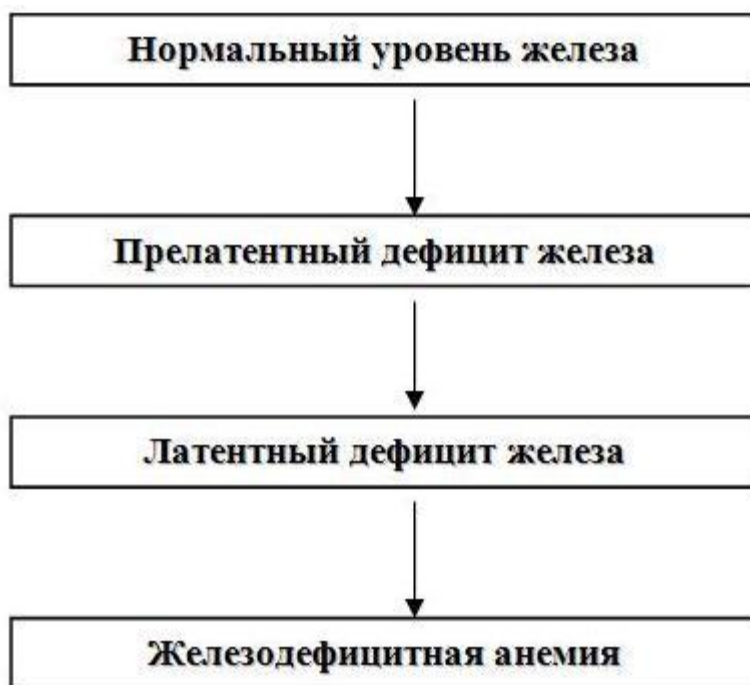 Нормальный уровень железа
Прелатентный дефицит железа
Латентный дефицит железа
Железодефицитная анемия